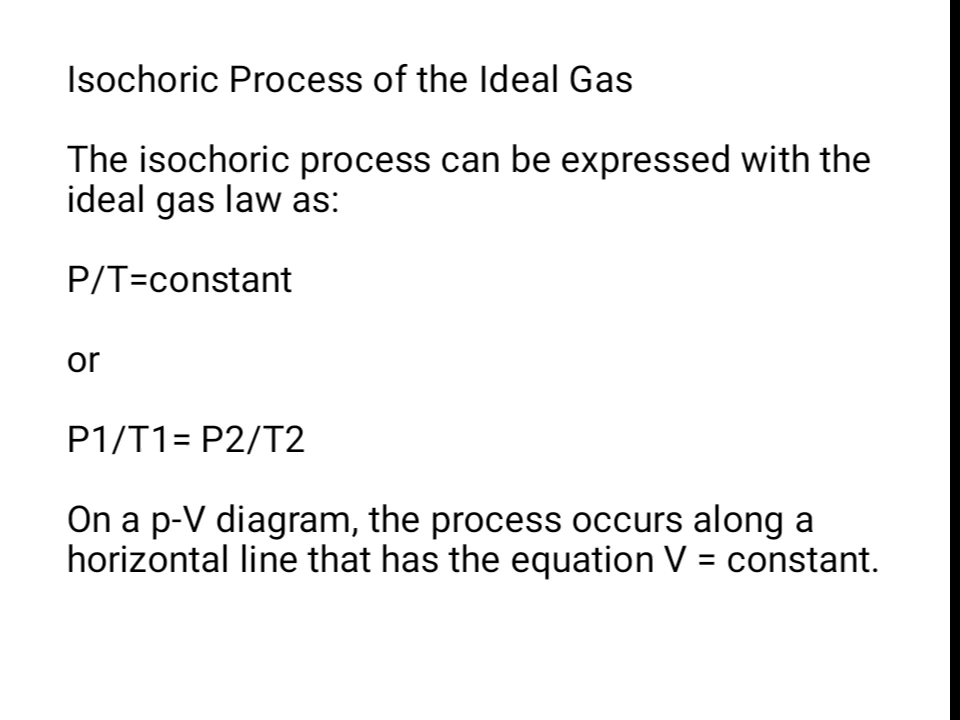 Isochoric Process of the Ideal Gas
The isochoric process can be expressed with the
ideal gas law as:
P/T=constant
or
P1/T1= P2/T2
On a p-V diagram, the process occurs along a
horizontal line that has the equation V = constant.